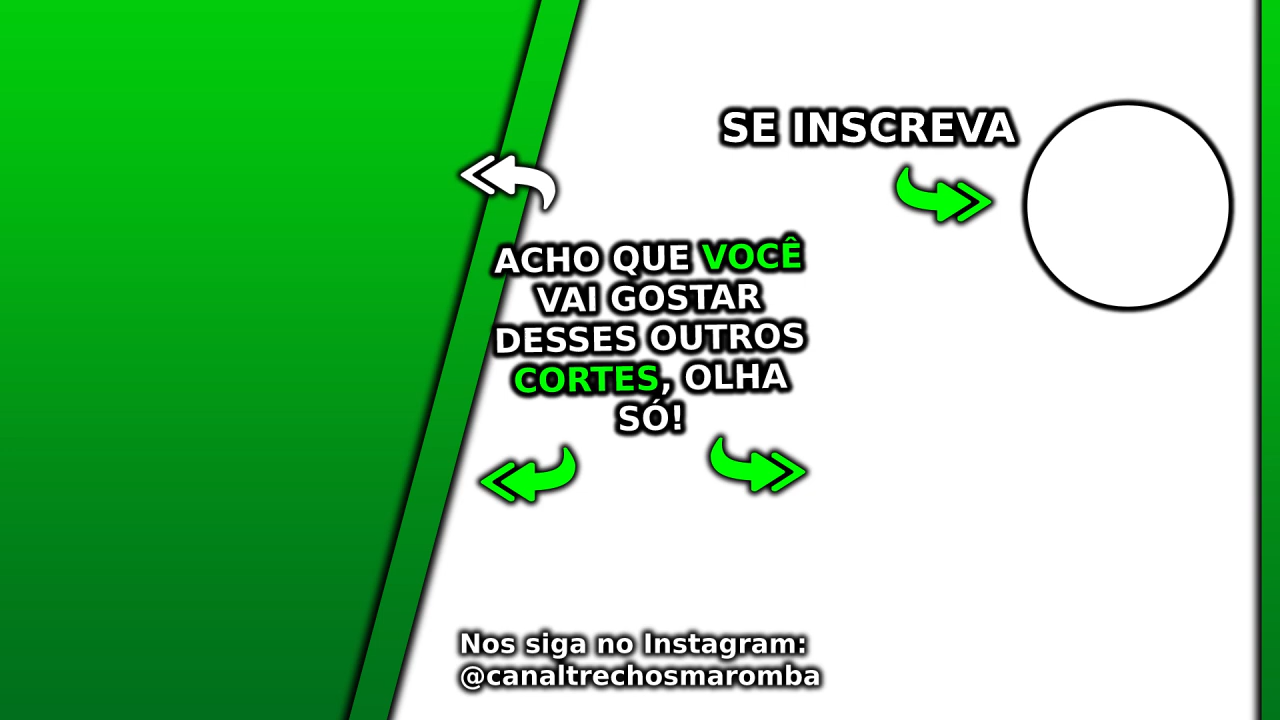 SE INSCREVA
ACHO QUE VOCÊ
VAI GOSTAR
DESSES OUTROS
CORTES, OLHA
SÓ!
Nos siga no Instagram:
@canaltrechosmaromba